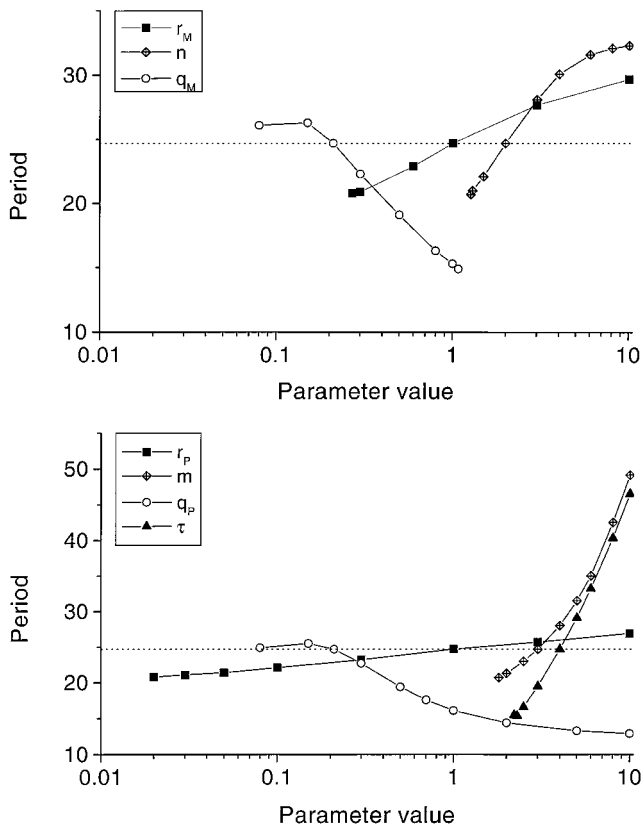 r_M
n
q_M
30
20
10
Period
0.01 0.1 1 10
Parameter value
r_P
m
q_P
τ
50
40
30
20
10
Period
0.01 0.1 1 10
Parameter value